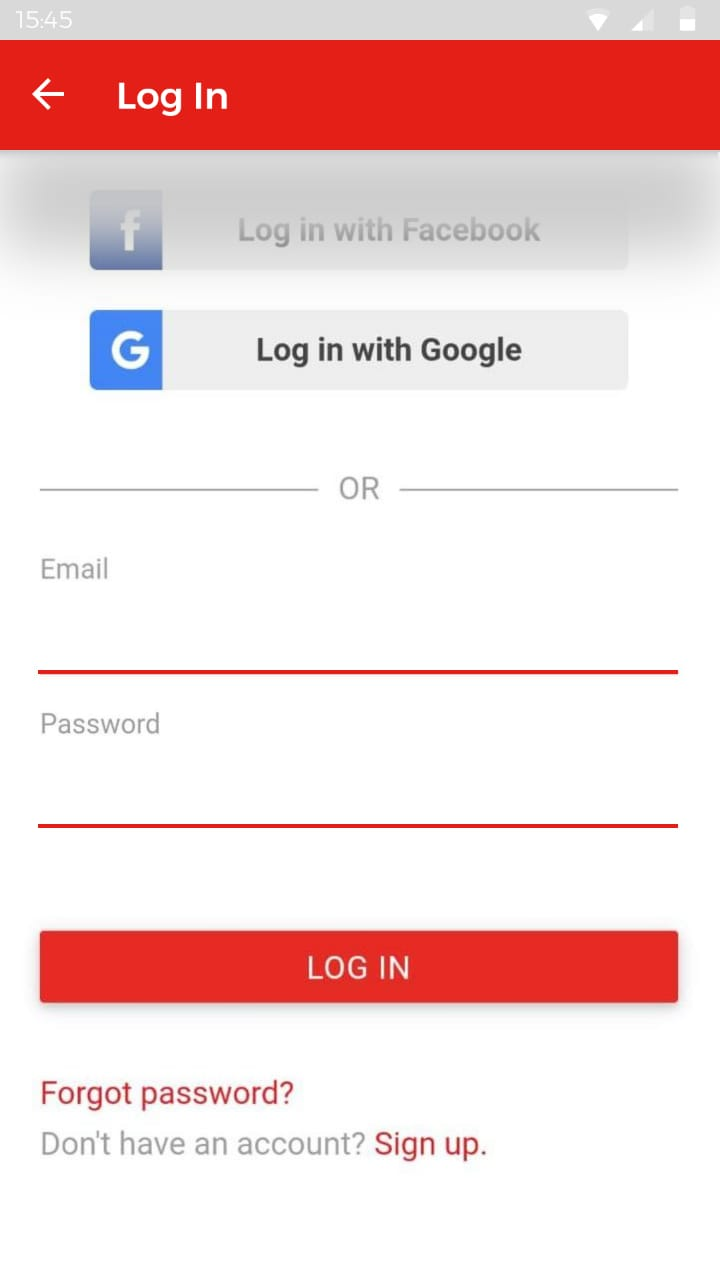 15:45
Log In
f
Log in with Facebook
G
Log in with Google
OR
Email
Password
LOG IN
Forgot password?
Don't have an account? Sign up.